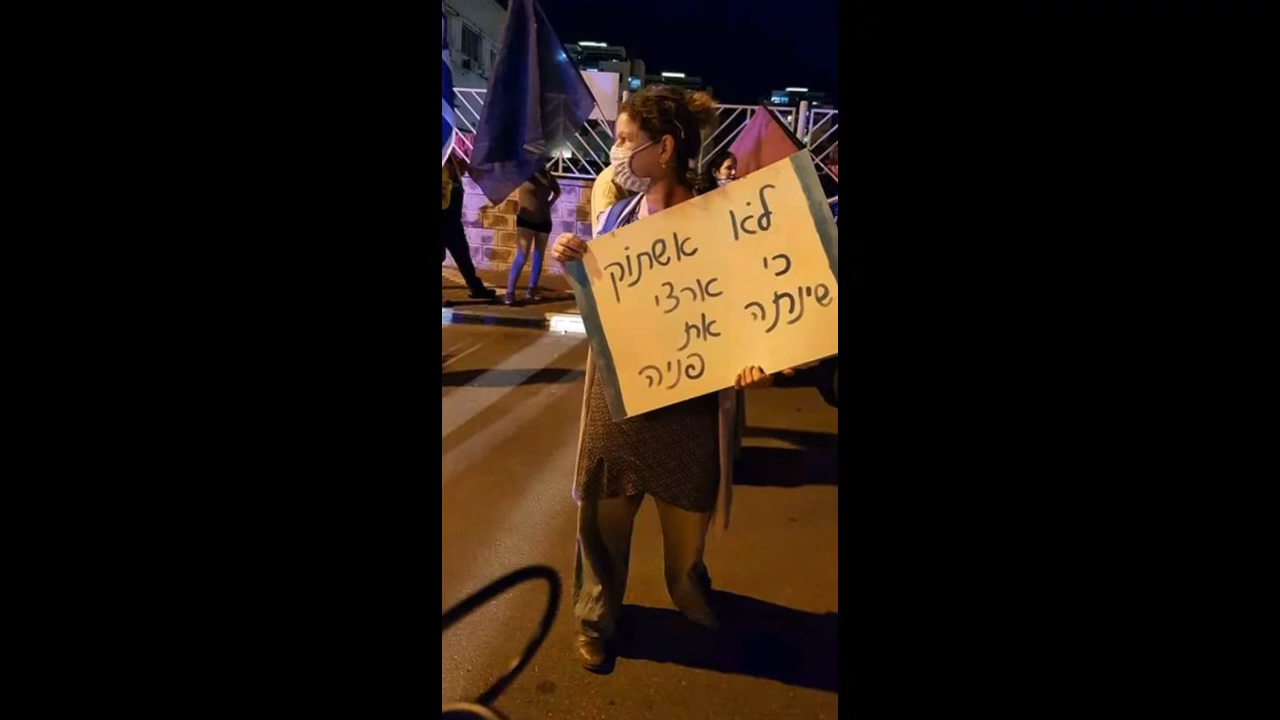 לא אשתוק
כי ארצי
שינתה את
פניה